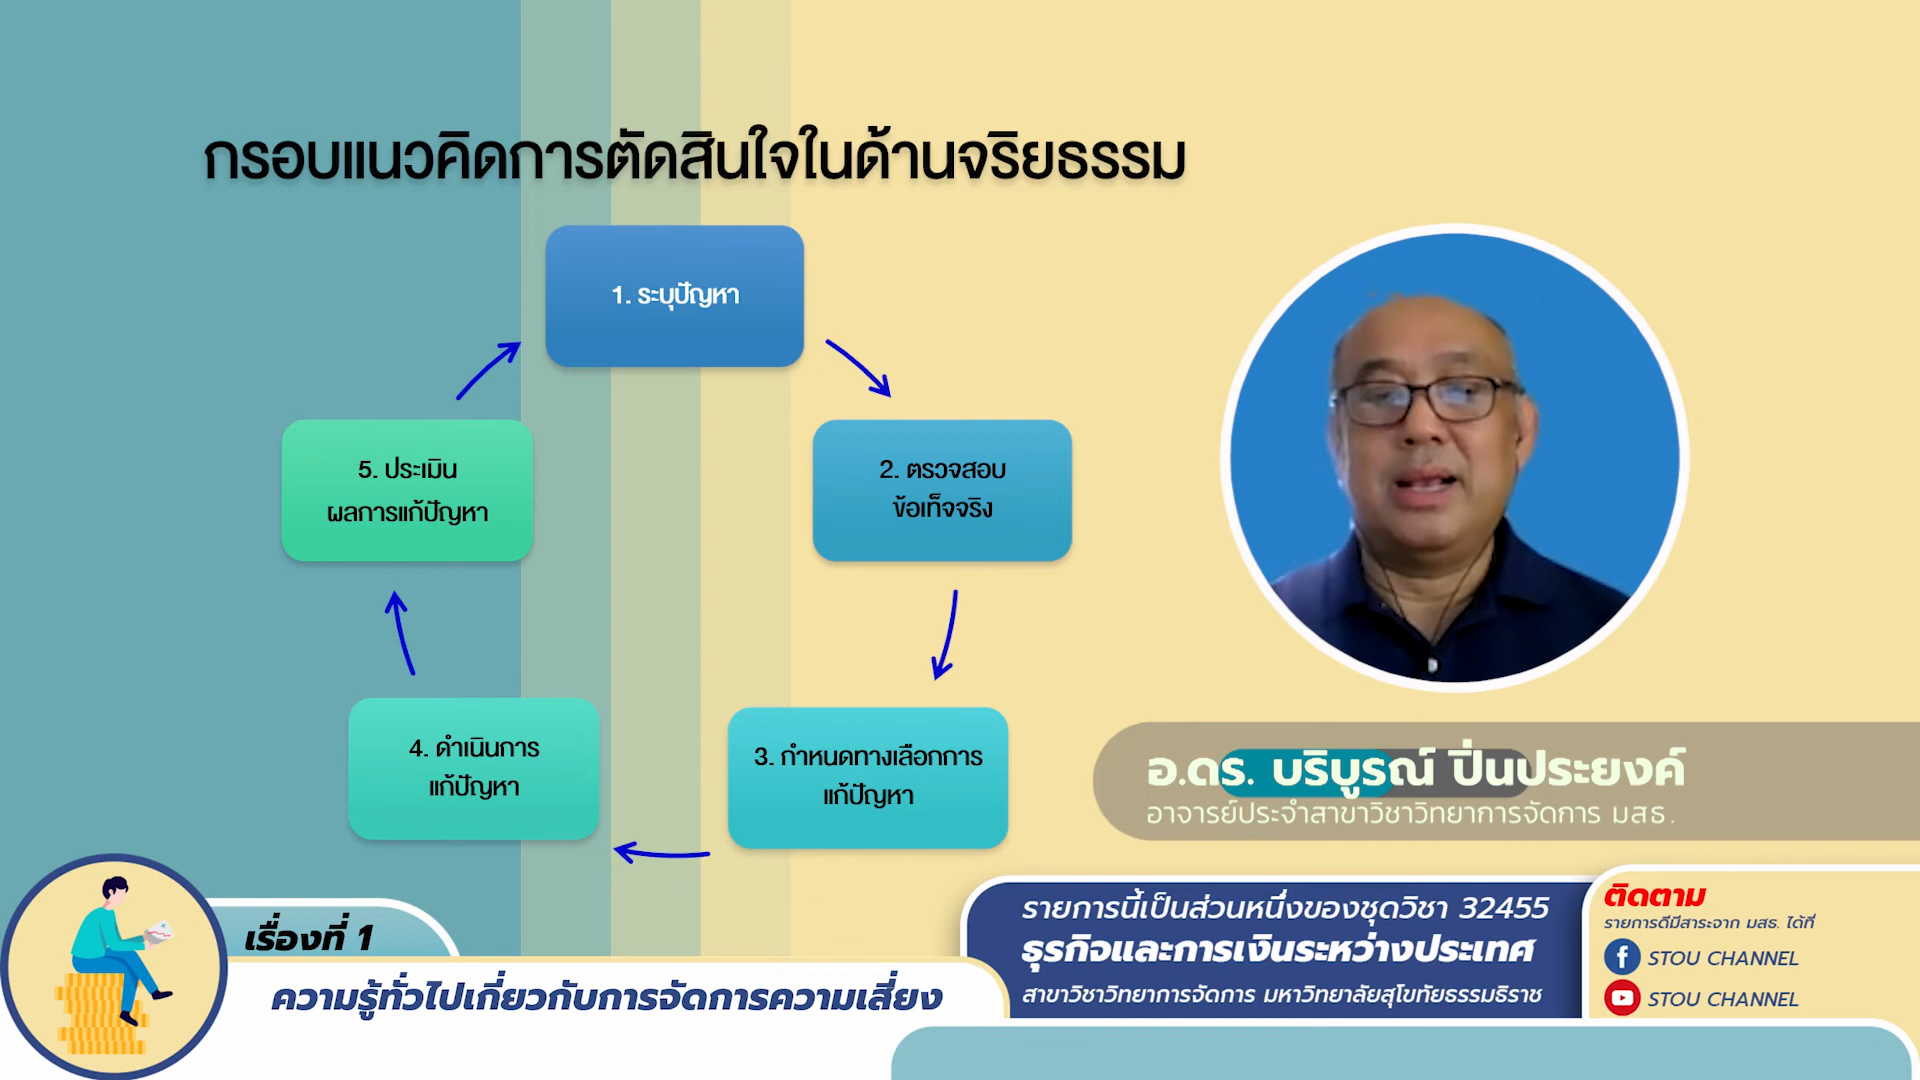 กรอบแนวคิดการตัดสินใจในด้านจริยธรรม
1. ระบุปัญหา
2. ตรวจสอบ
ข้อเท็จจริง
3. กำหนดทางเลือกการ
แก้ปัญหา
4. ดำเนินการ
แก้ปัญหา
5. ประเมิน
ผลการแก้ปัญหา
อ.ดร. บริบูรณ์ ปิ่นประยงค์
อาจารย์ประจำสาขาวิชาวิทยาการจัดการ มสธ.
เรื่องที่ 1
ความรู้ทั่วไปเกี่ยวกับการจัดการความเสี่ยง
รายการนี้เป็นส่วนหนึ่งของชุดวิชา 32455
ธุรกิจและการเงินระหว่างประเทศ
สาขาวิชาวิทยาการจัดการ มหาวิทยาลัยสุโขทัยธรรมธิราช
ติดตาม
รายการดีมีสาระจาก มสธ. ได้ที่
STOU CHANNEL
STOU CHANNEL